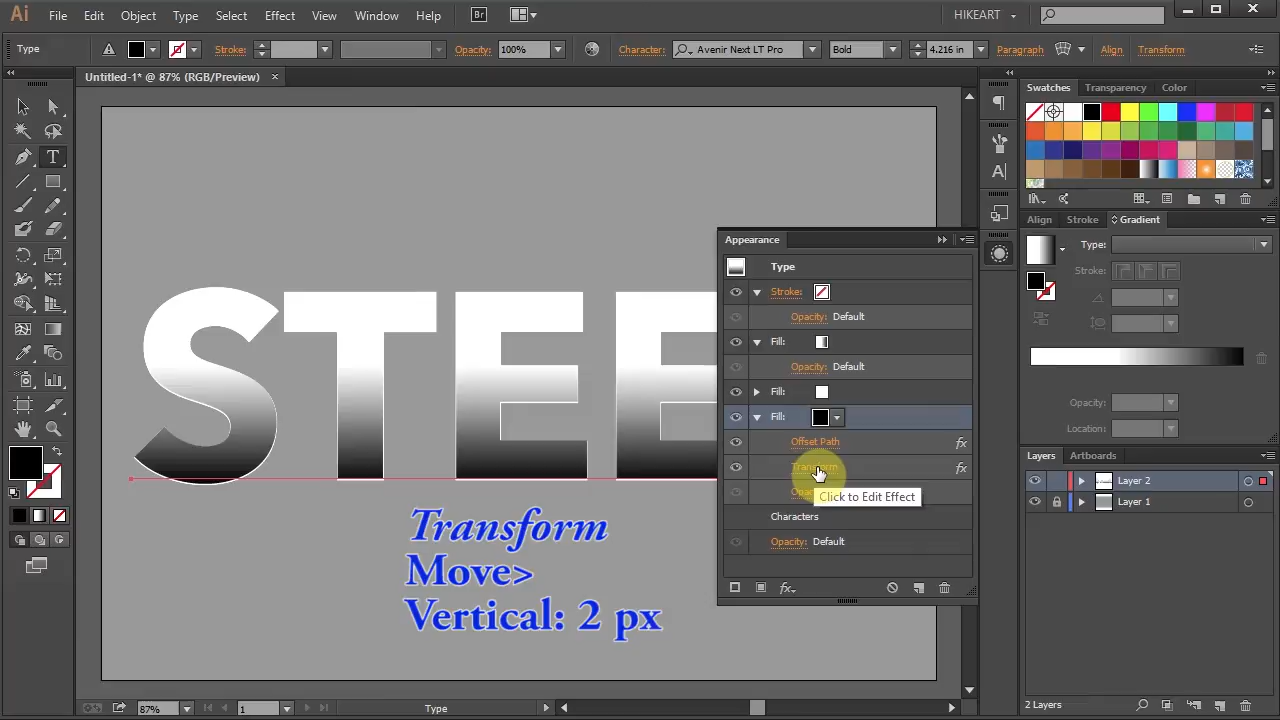 Ai File Edit Object Type Select Effect View Window Help Br HIKEART
Type Stroke: Opacity: 100% Character: Avenir Next LT Pro Bold 4.216 in Paragraph Align Transform
Untitled-1* @ 87% (RGB/Preview) ×
Swatches Transparency Color
Align Stroke Gradient
Type:
Stroke:
Opacity:
Location:
Layers Artboards
Layer 2
Layer 1
2 Layers
Appearance
Type
Stroke:
Opacity: Default
Fill:
Opacity: Default
Fill:
Fill:
Offset Path fx
Transform fx
Click to Edit Effect
Characters
Opacity: Default
fx
STEE
Transform
Move>
Vertical: 2 px
87% 1 Type